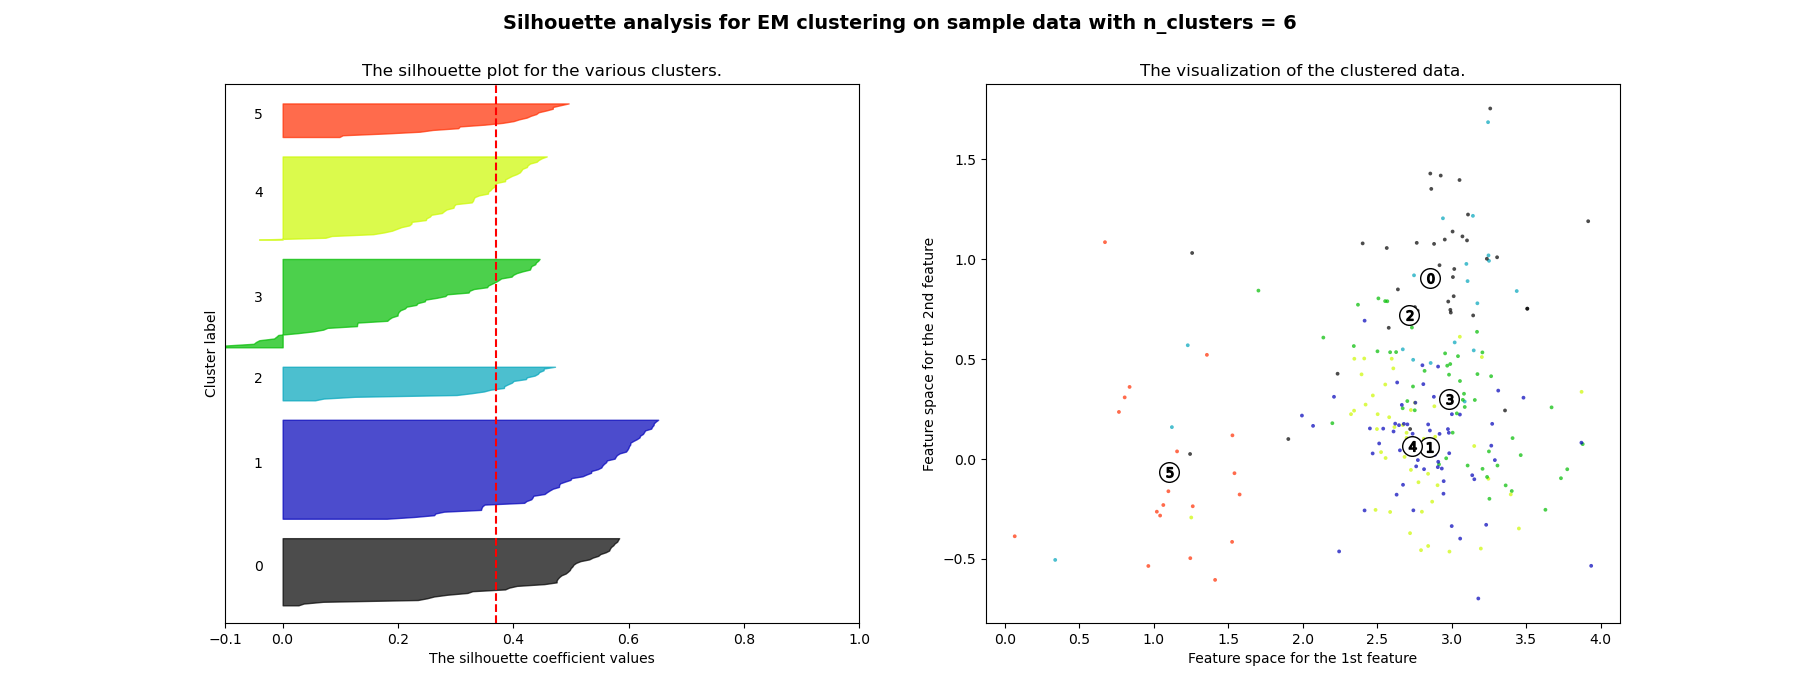 Silhouette analysis for EM clustering on sample data with n_clusters = 6
The silhouette plot for the various clusters.
5
4
3
2
1
0
Cluster label
−0.1 0.0 0.2 0.4 0.6 0.8 1.0
The silhouette coefficient values
The visualization of the clustered data.
1.5
1.0
0.5
0.0
−0.5
Feature space for the 2nd feature
0
2
3
4 1
5
0.0 0.5 1.0 1.5 2.0 2.5 3.0 3.5 4.0
Feature space for the 1st feature